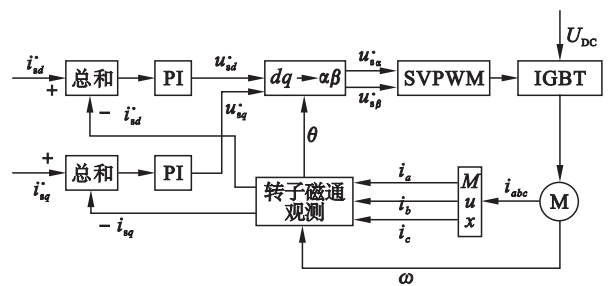 U_DC
i*_sd
+
总和
PI
u*_sd
dq → αβ
u*_sα
u*_sβ
SVPWM
IGBT
− i*_sd
u*_sq
θ
+
i*_sq
总和
PI
转子磁通
观测
i_a
i_b
i_c
M
u
x
i_abc
M
− i_sq
ω